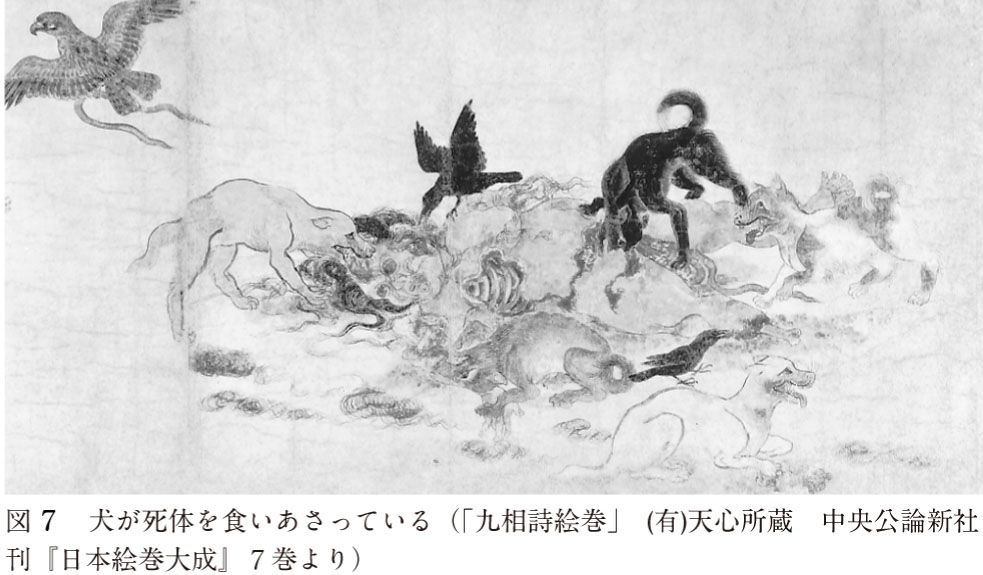 図7　犬が死体を食いあさっている（「九相詩絵巻」 (有)天心所蔵　中央公論新社
刊『日本絵巻大成』7巻より）